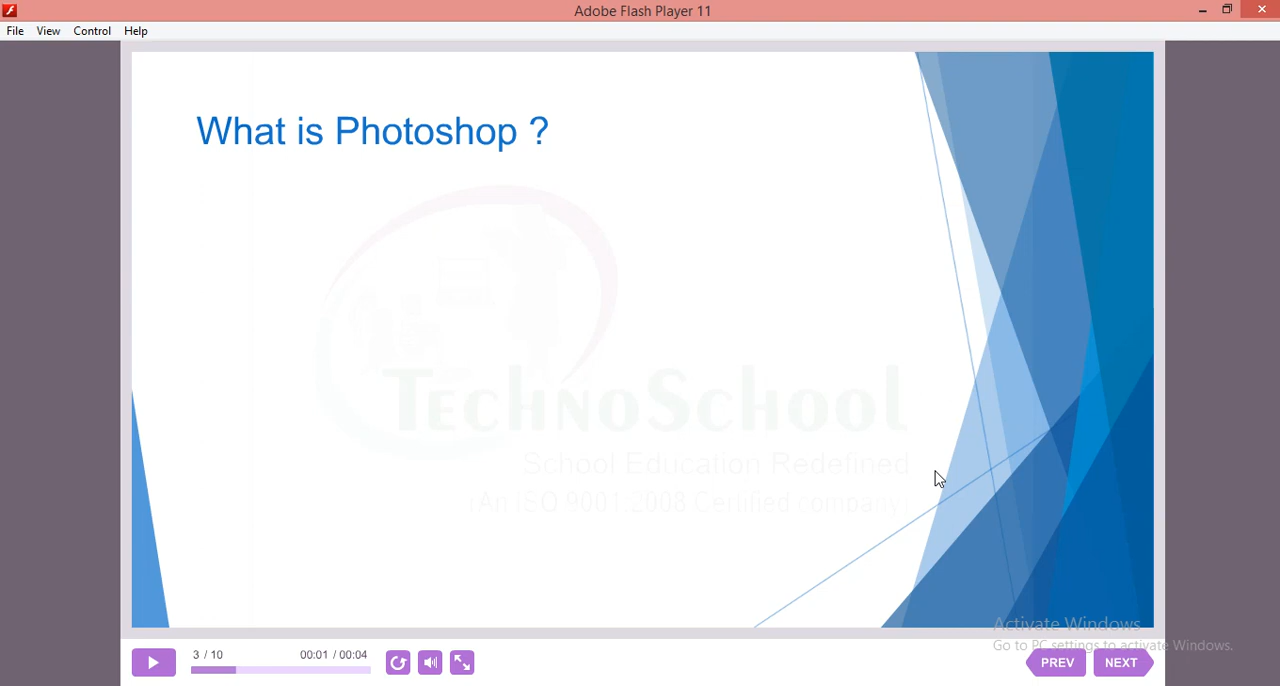 Adobe Flash Player 11
File View Control Help
What is Photoshop ?
TechnoSchool
School Education Redefined
(An ISO 9001:2008 Certified company)
Activate Windows
Go to PC settings to activate Windows.
3 / 10 00:01 / 00:04
PREV NEXT